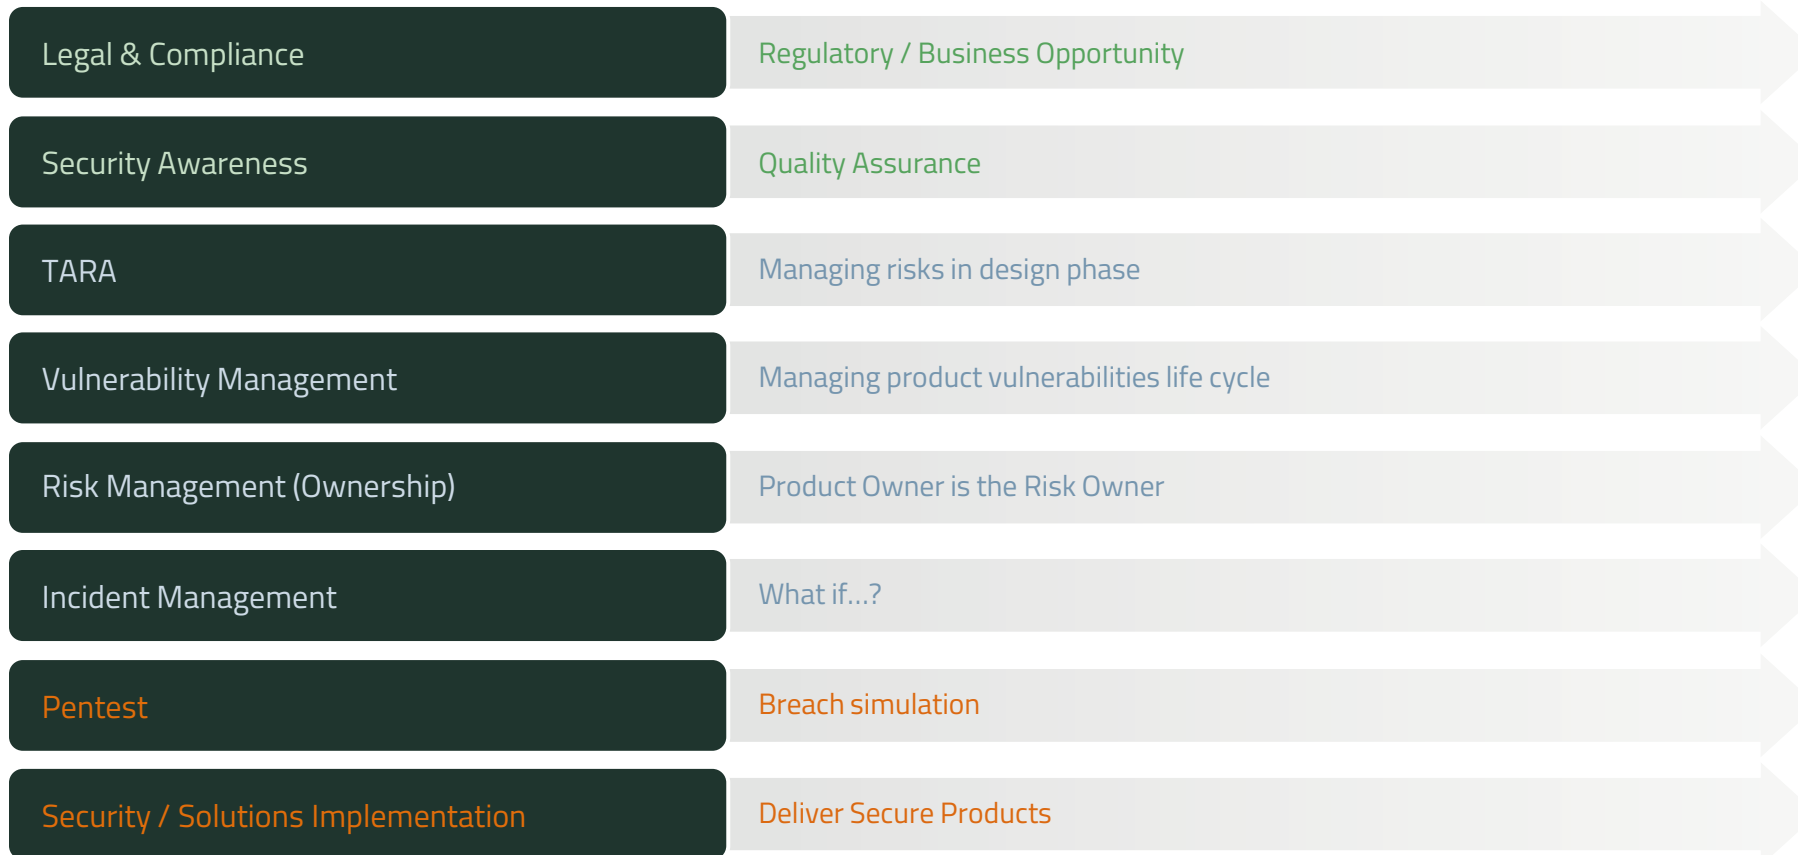 Legal & Compliance
Regulatory / Business Opportunity
Security Awareness
Quality Assurance
TARA
Managing risks in design phase
Vulnerability Management
Managing product vulnerabilities life cycle
Risk Management (Ownership)
Product Owner is the Risk Owner
Incident Management
What if...?
Pentest
Breach simulation
Security / Solutions Implementation
Deliver Secure Products